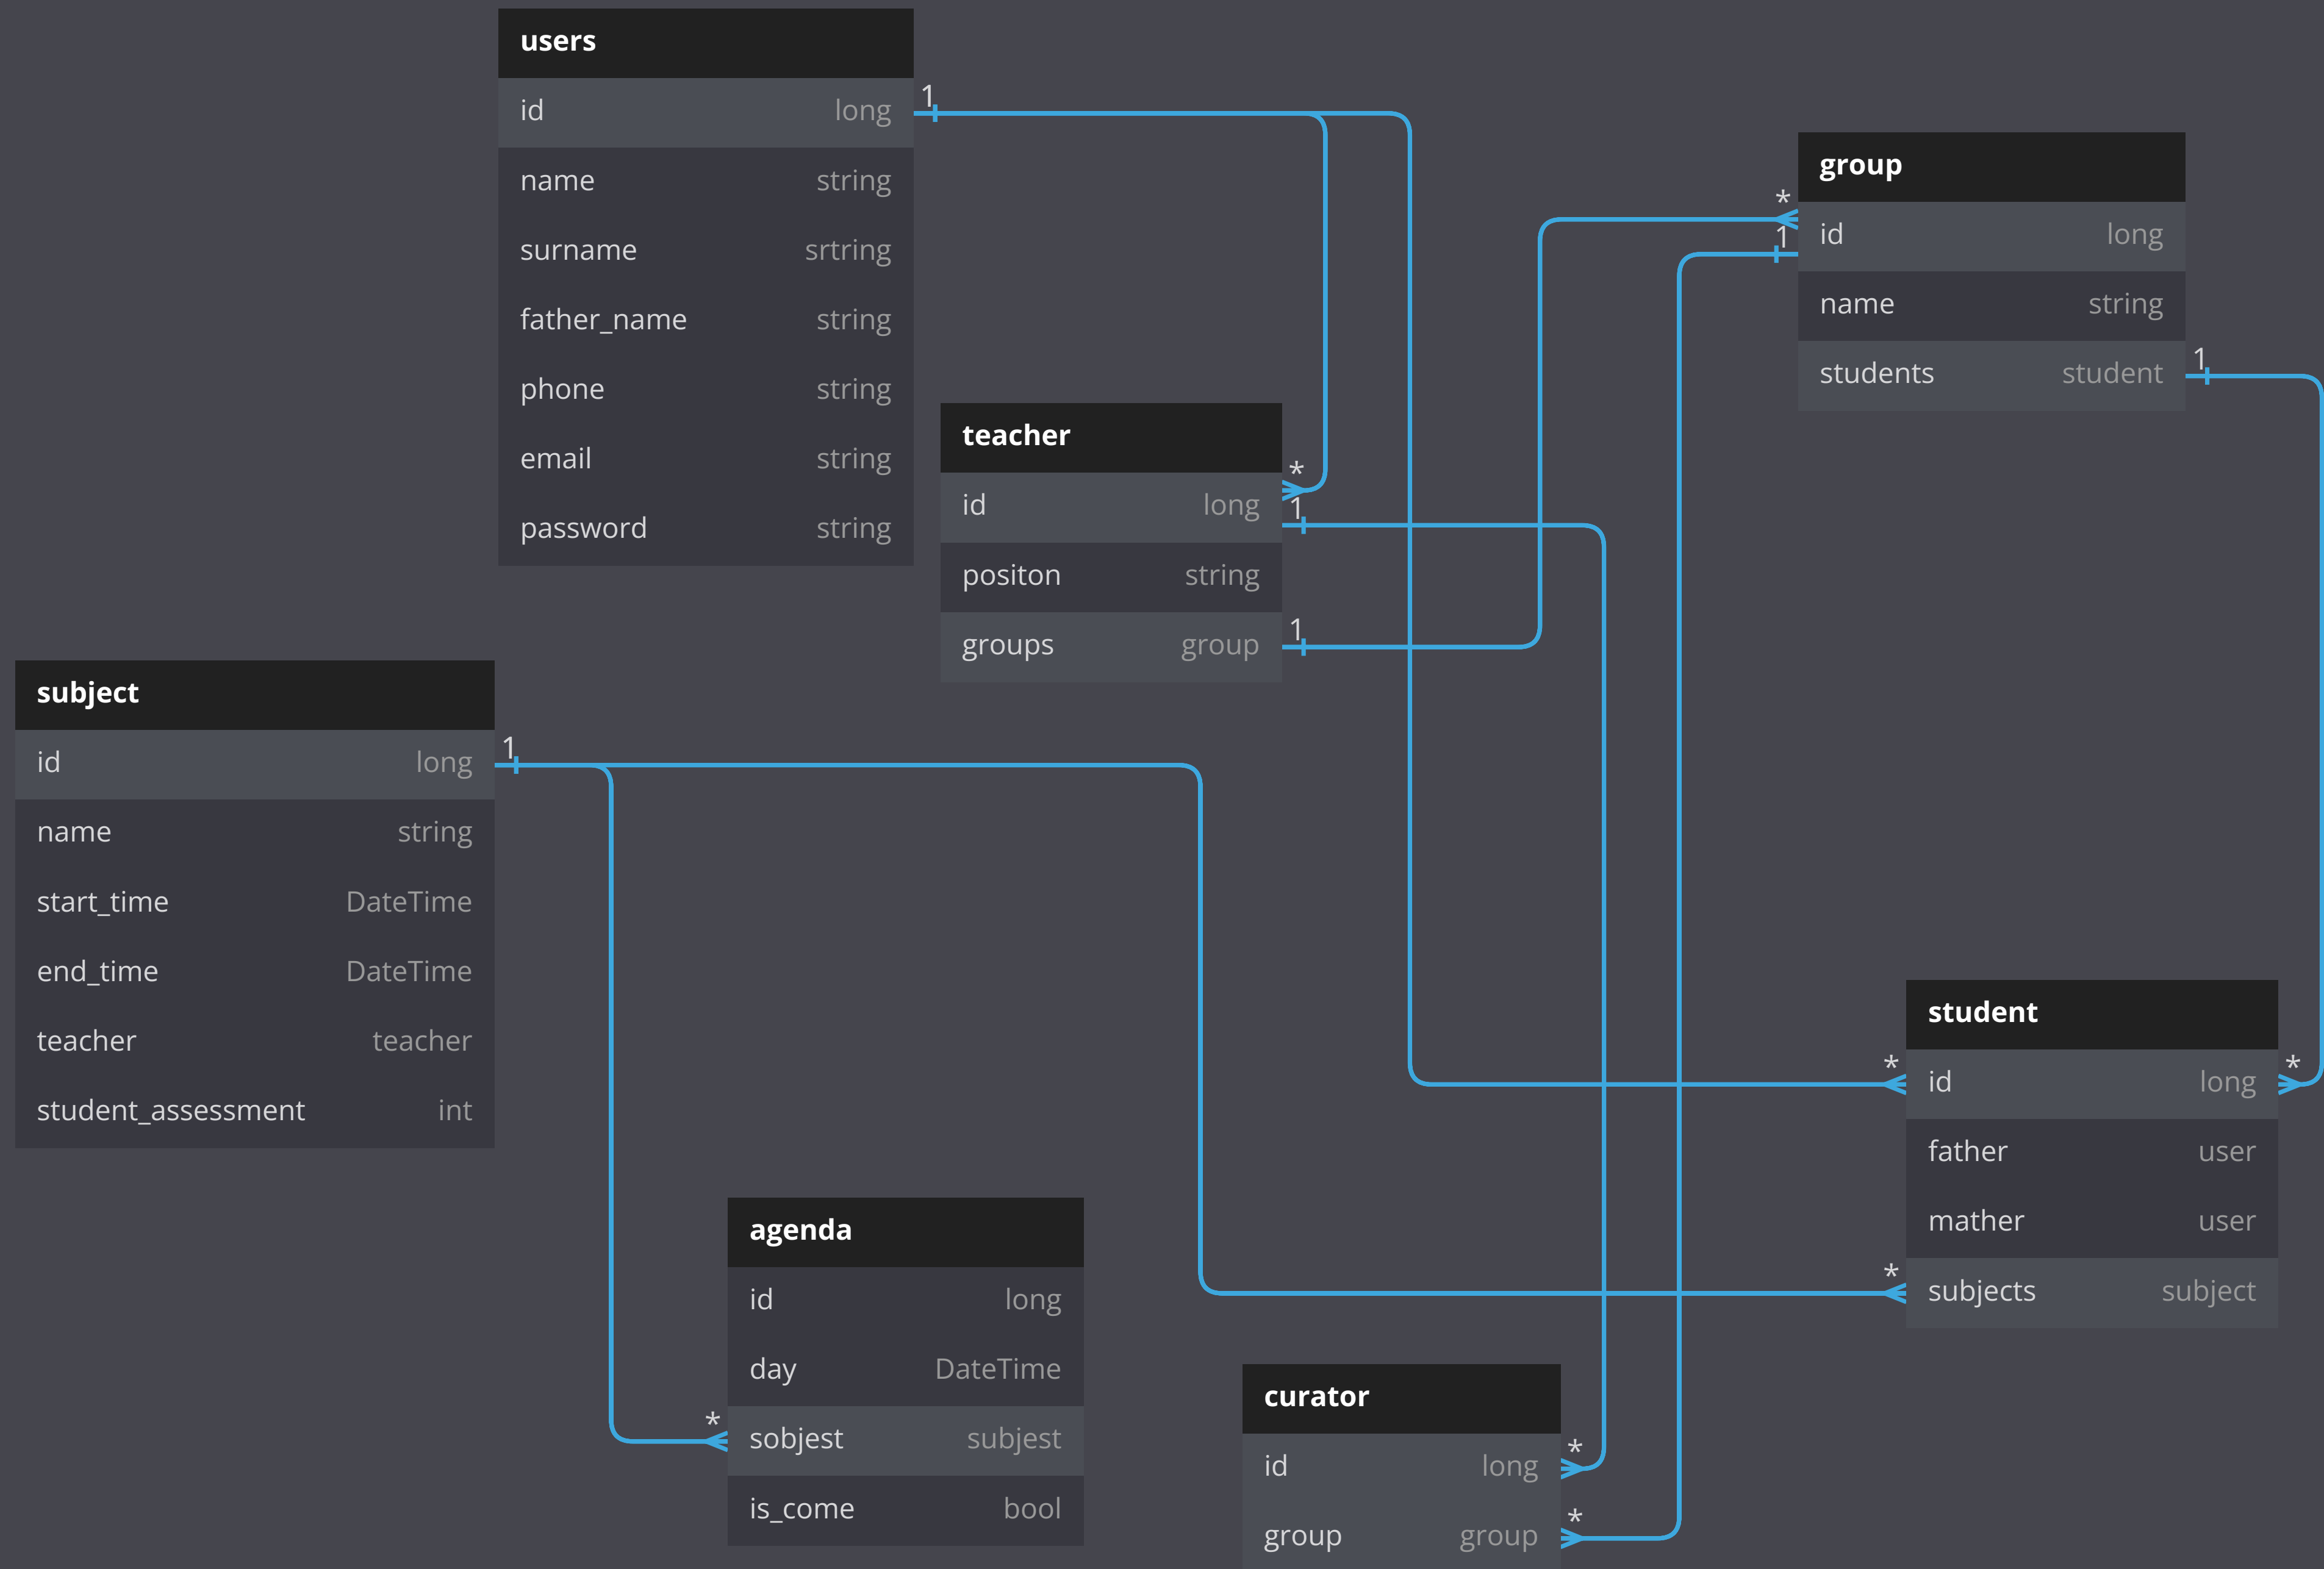 users
id long
name string
surname srtring
father_name string
phone string
email string
password string
1
group
id long
name string
students student
*
1
1
teacher
id long
positon string
groups group
*
1
1
subject
id long
name string
start_time DateTime
end_time DateTime
teacher teacher
student_assessment int
1
student
id long
father user
mather user
subjects subject
*
*
*
agenda
id long
day DateTime
sobjest subjest
is_come bool
*
curator
id long
group group
*
*